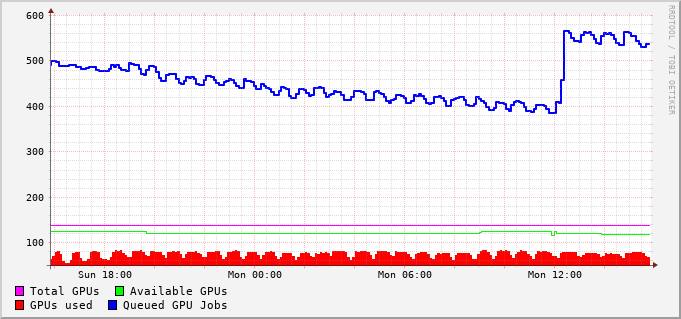 600
500
400
300
200
100
Sun 18:00 Mon 00:00 Mon 06:00 Mon 12:00
Total GPUs Available GPUs
GPUs used Queued GPU Jobs
RRDTOOL / TOBI OETIKER